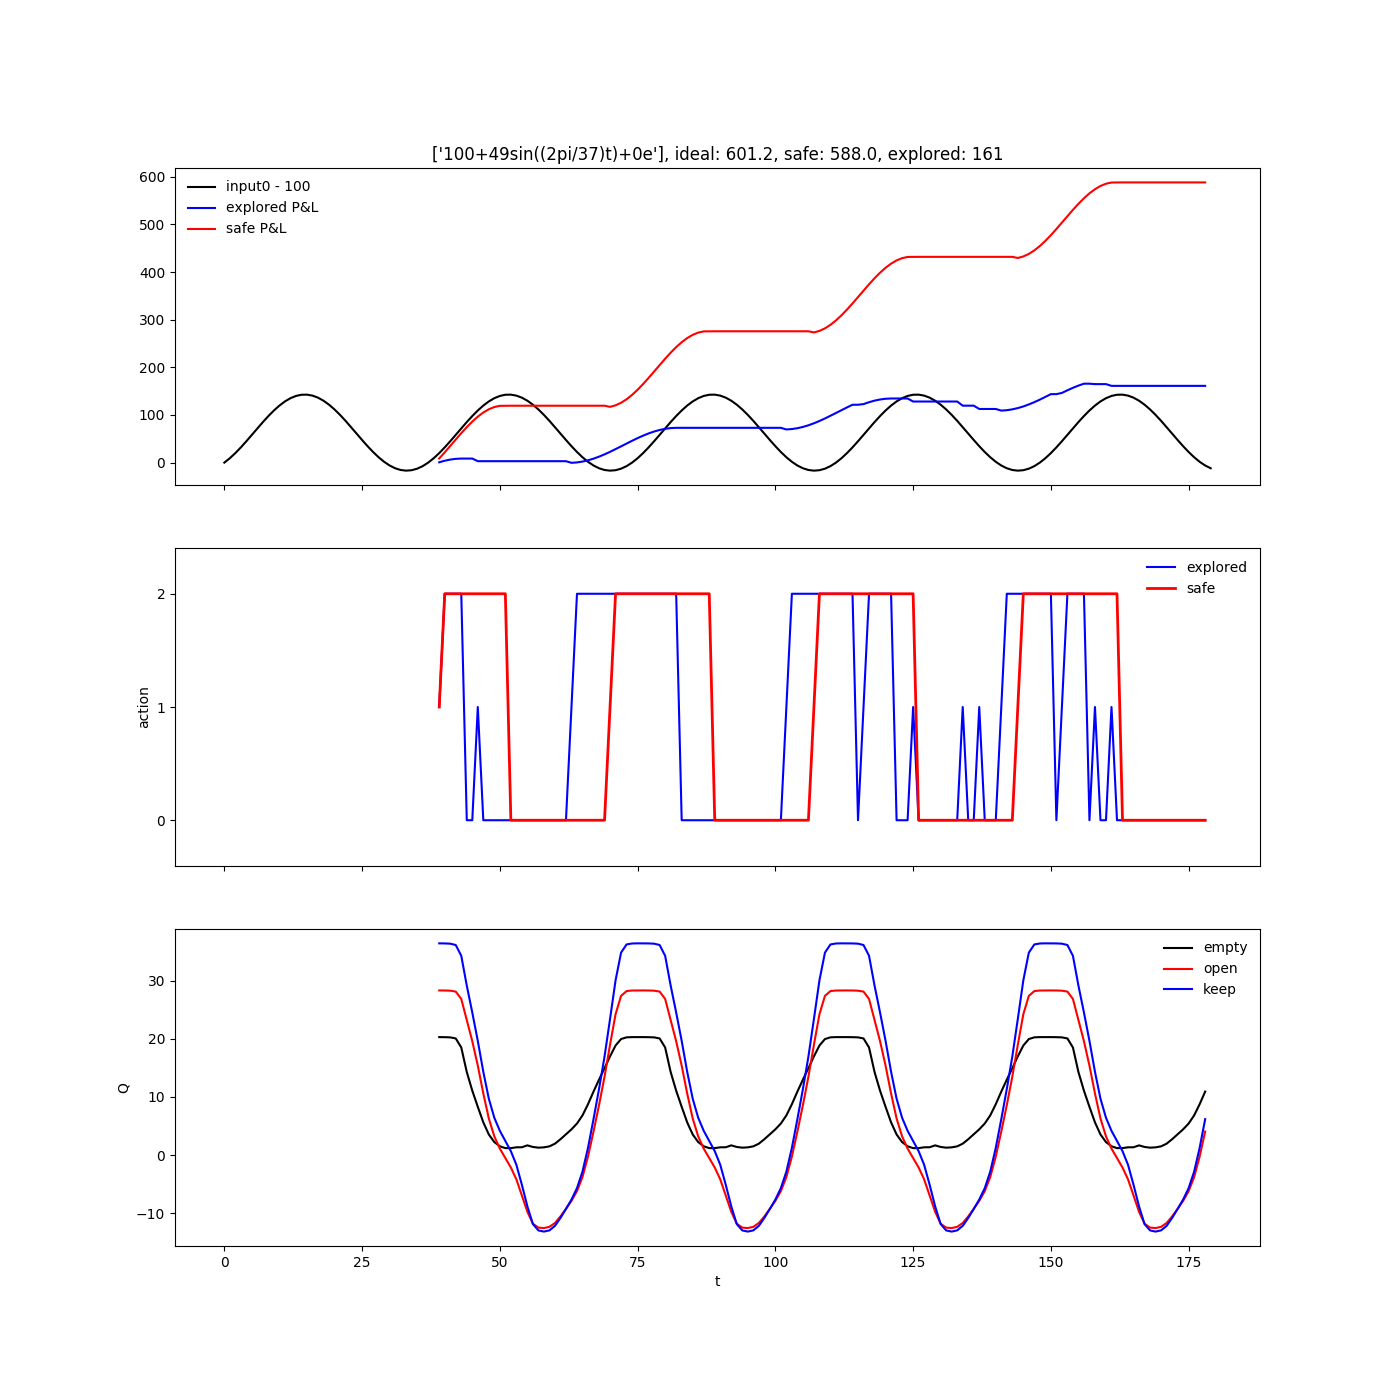 ['100+49sin((2pi/37)t)+0e'], ideal: 601.2, safe: 588.0, explored: 161
600
500
400
300
200
100
0
input0 - 100
explored P&L
safe P&L
action
2
1
0
explored
safe
Q
30
20
10
0
−10
empty
open
keep
0 25 50 75 100 125 150 175
t